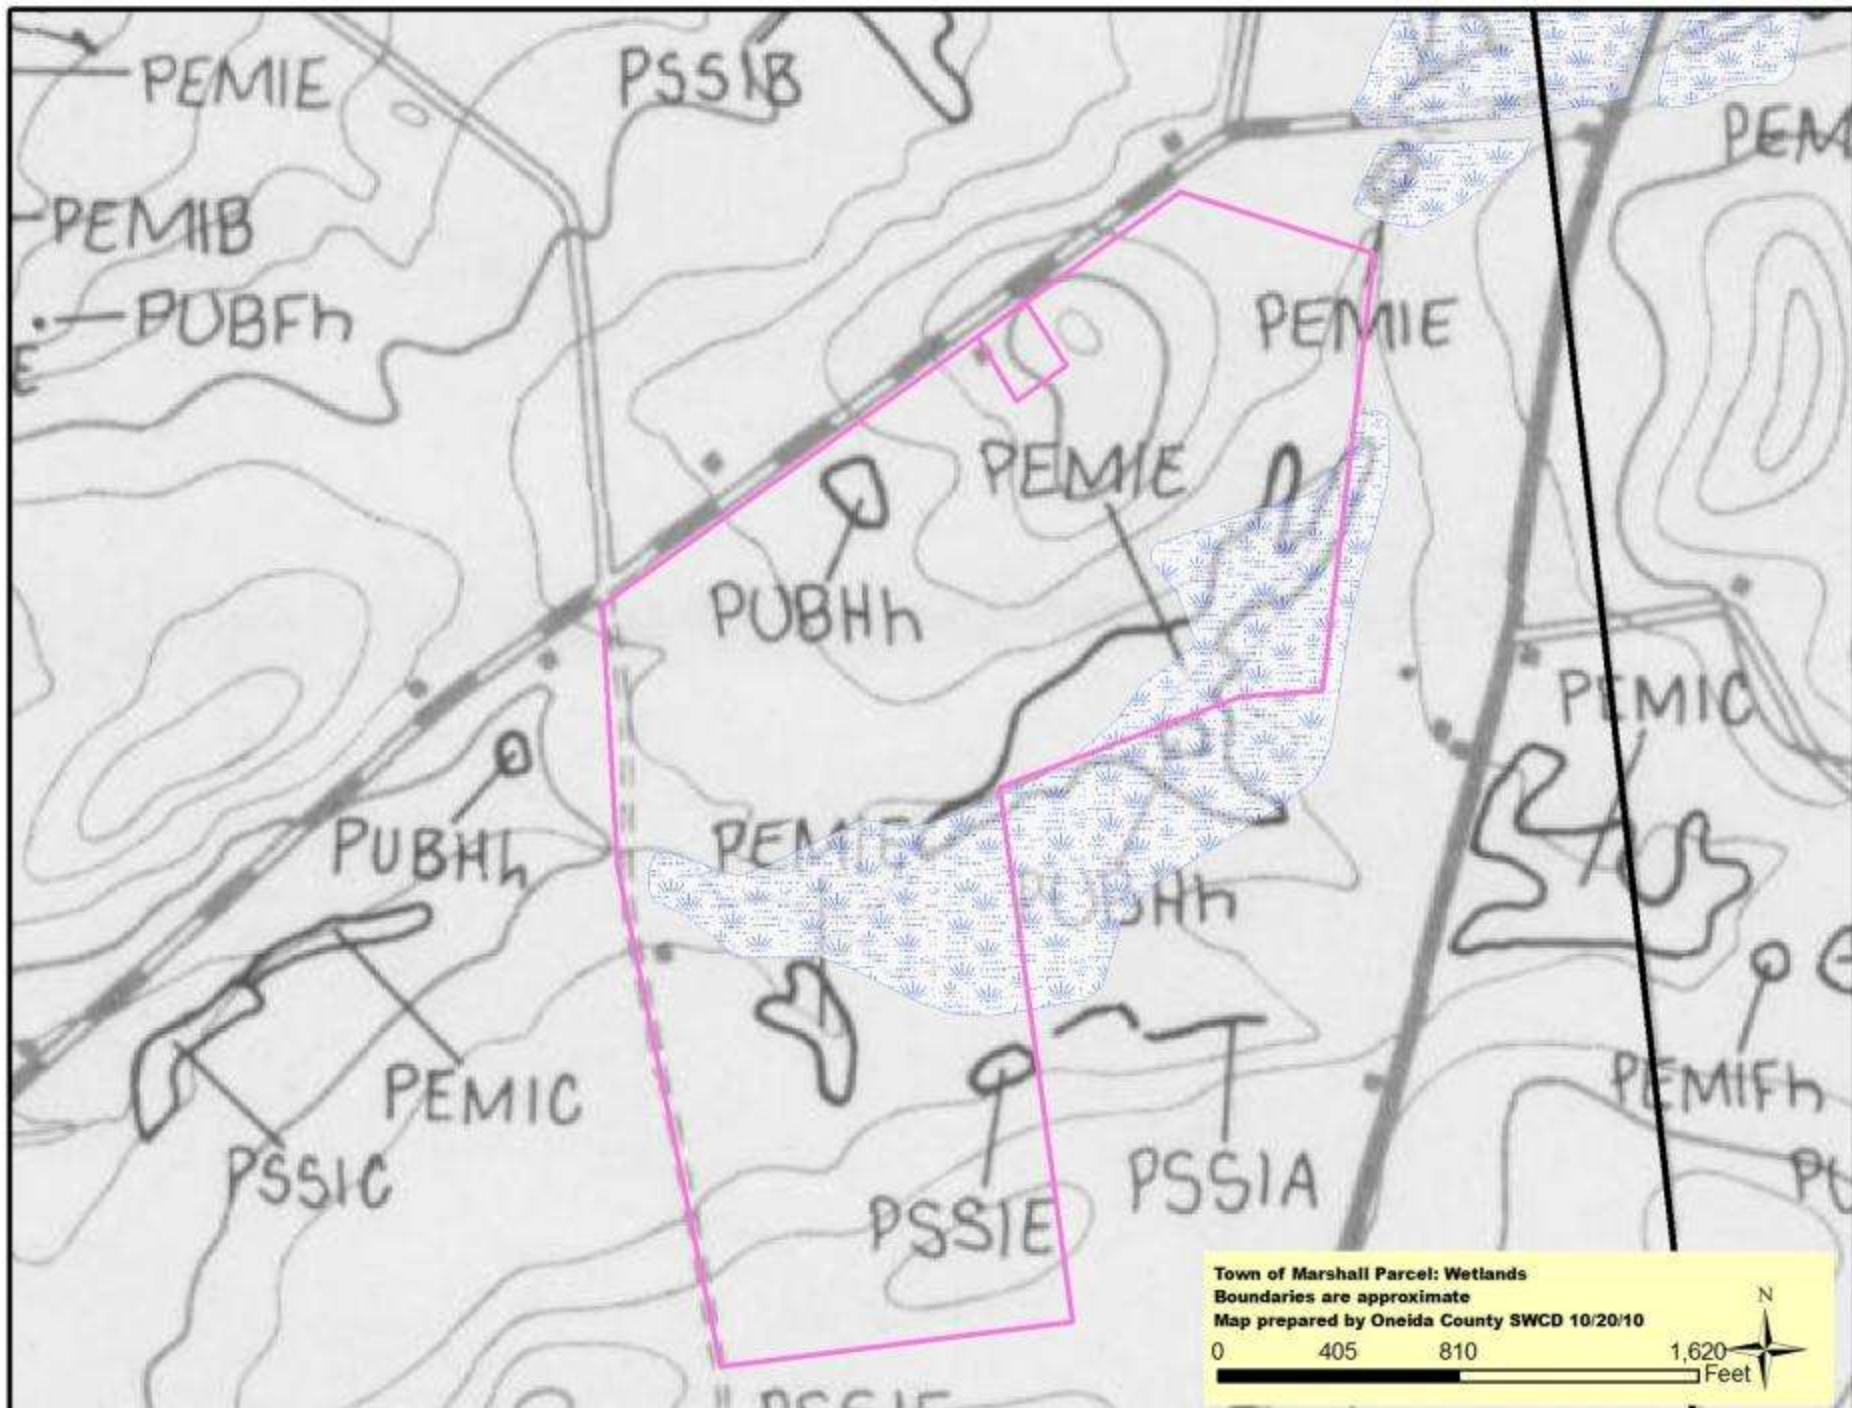 PEMIE
PSSIB
PEM
PEMIB
PUBFh
E
PEMIE
PEMIE
PUBHh
PEMIC
PUBHh
PEMIE
PUBHh
PEMIC
PEMIFh
PSSIC
PSSIE
PSSIA
PU
Town of Marshall Parcel: Wetlands
Boundaries are approximate
Map prepared by Oneida County SWCD 10/20/10
N
0 405 810 1,620
Feet